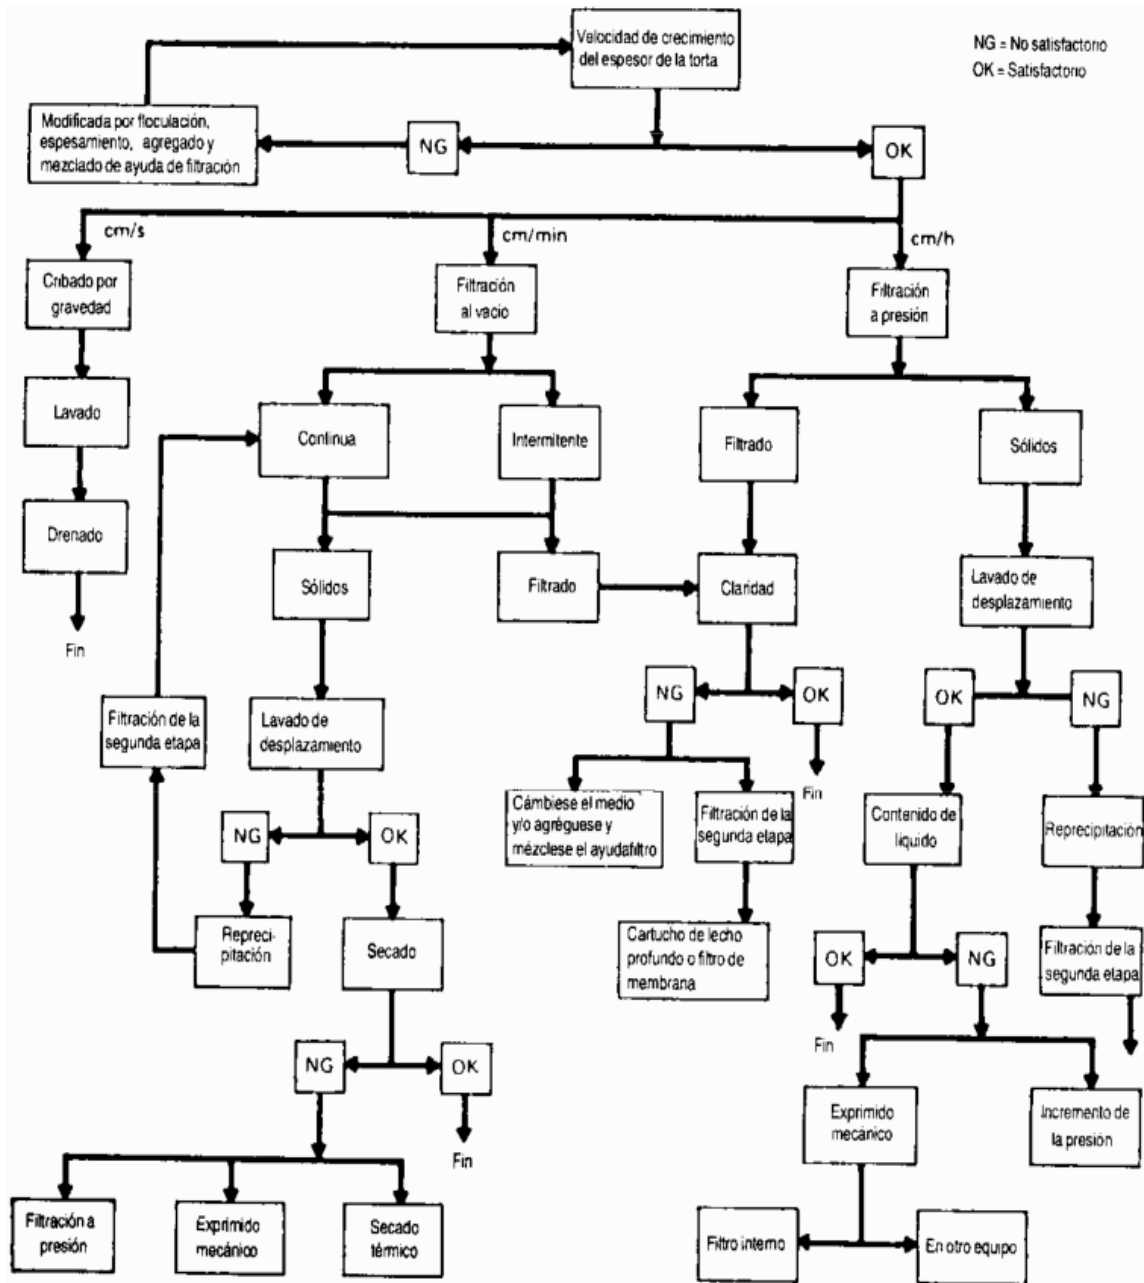 Velocidad de crecimiento
del espesor de la torta
NG = No satisfactorio
OK = Satisfactorio
Modificada por floculación,
espesamiento, agregado y
mezclado de ayuda de filtración
NG
OK
cm/s
cm/min
cm/h
Cribado por
gravedad
Filtración
al vacio
Filtración
a presión
Lavado
Continua
Intermitente
Filtrado
Sólidos
Drenado
Sólidos
Filtrado
Claridad
Lavado de
desplazamiento
Fin
Filtración de la
segunda etapa
Lavado de
desplazamiento
NG
OK
OK
NG
Fin
Cámbiese el medio
y/o agréguese y
mézclese el ayudafiltro
Filtración de la
segunda etapa
Contenido de
líquido
Reprecipitación
NG
OK
Repreci-
pitación
Secado
Cartucho de lecho
profundo o filtro de
membrana
OK
NG
Filtración de la
segunda etapa
Fin
NG
OK
Fin
Exprimido
mecánico
Incremento de
la presión
Filtración a
presión
Exprimido
mecánico
Secado
térmico
Filtro interno
En otro equipo